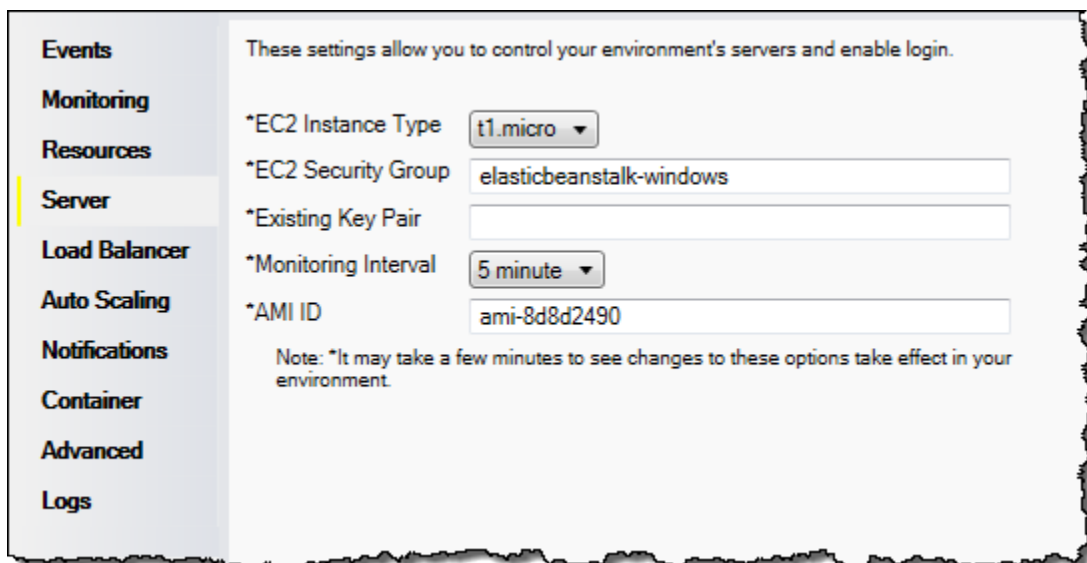 Events
Monitoring
Resources
Server
Load Balancer
Auto Scaling
Notifications
Container
Advanced
Logs
These settings allow you to control your environment's servers and enable login.
*EC2 Instance Type t1.micro
*EC2 Security Group elasticbeanstalk-windows
*Existing Key Pair
*Monitoring Interval 5 minute
*AMI ID ami-8d8d2490
Note: *It may take a few minutes to see changes to these options take effect in your
environment.